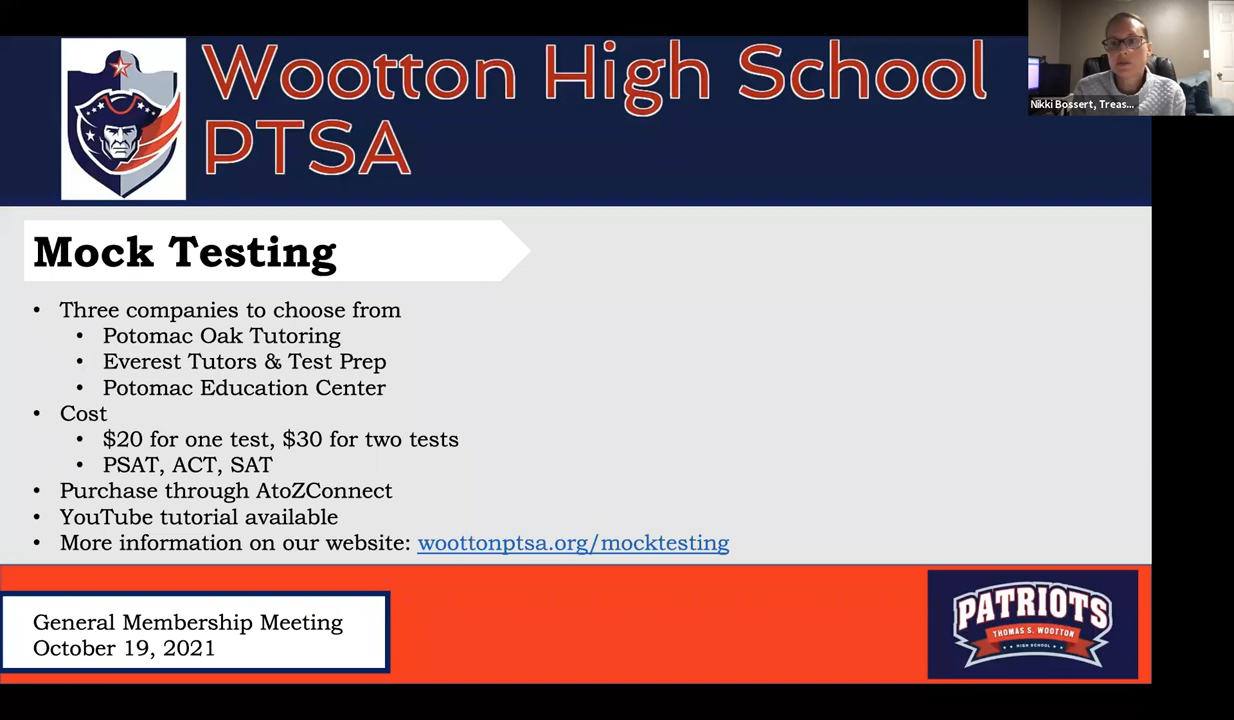 Wootton High School
PTSA
Nikki Bossert, Treas...
Mock Testing
• Three companies to choose from
• Potomac Oak Tutoring
• Everest Tutors & Test Prep
• Potomac Education Center
• Cost
• $20 for one test, $30 for two tests
• PSAT, ACT, SAT
• Purchase through AtoZConnect
• YouTube tutorial available
• More information on our website: woottonptsa.org/mocktesting
General Membership Meeting
October 19, 2021
PATRIOTS
THOMAS S. WOOTTON
HIGH SCHOOL